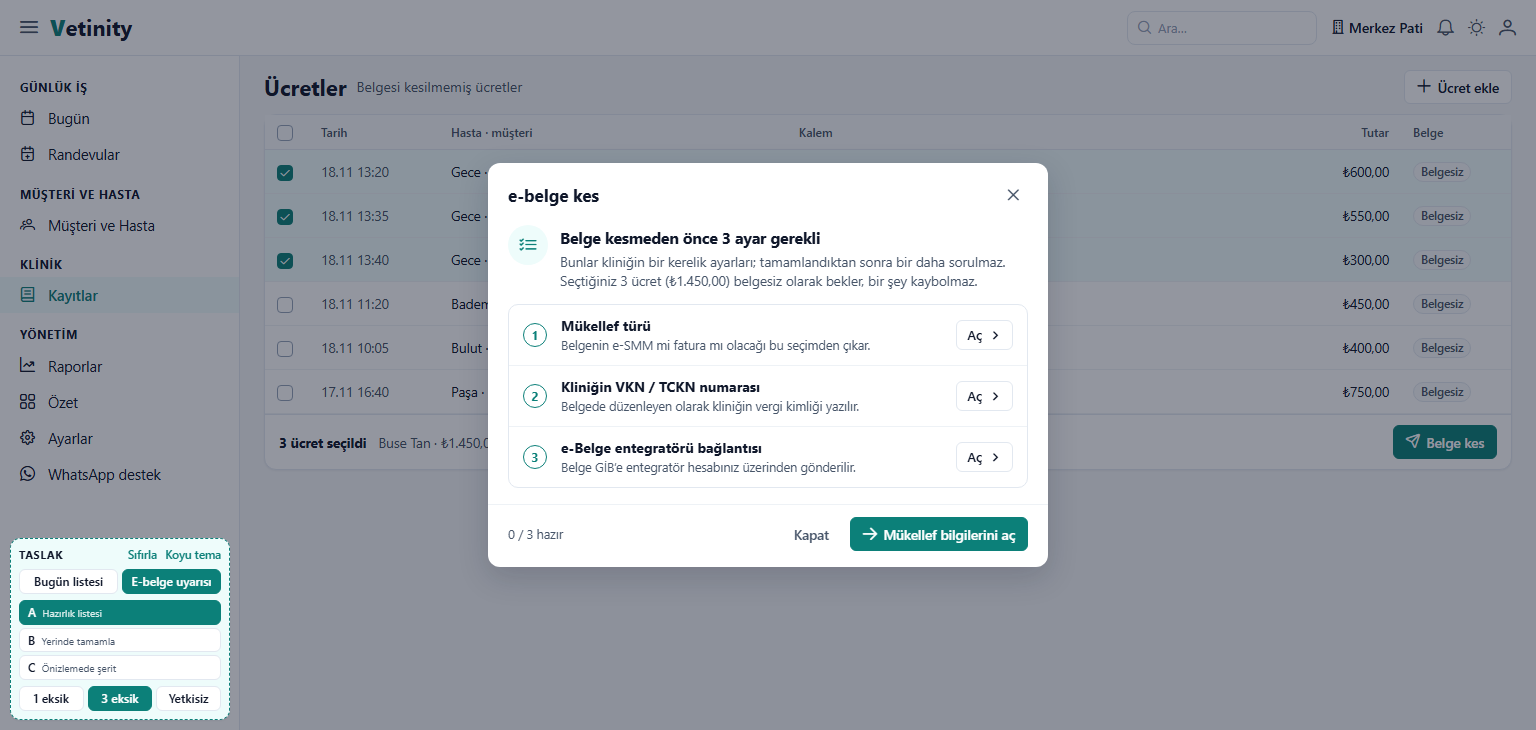 Vetinity
Ara...
Merkez Pati
GÜNLÜK İŞ
Bugün
Randevular
MÜŞTERİ VE HASTA
Müşteri ve Hasta
KLİNİK
Kayıtlar
YÖNETİM
Raporlar
Özet
Ayarlar
WhatsApp destek
TASLAK Sıfırla Koyu tema
Bugün listesi E-belge uyarısı
A Hazırlık listesi
B Yerinde tamamla
C Önizlemede şerit
1 eksik 3 eksik Yetkisiz
Ücretler Belgesi kesilmemiş ücretler
Ücret ekle
Tarih Hasta · müşteri Kalem Tutar Belge
18.11 13:20 Gece · ₺600,00 Belgesiz
18.11 13:35 Gece · ₺550,00 Belgesiz
18.11 13:40 Gece · ₺300,00 Belgesiz
18.11 11:20 Badem ₺450,00 Belgesiz
18.11 10:05 Bulut · ₺400,00 Belgesiz
17.11 16:40 Paşa · ₺750,00 Belgesiz
3 ücret seçildi Buse Tan · ₺1.450,0
Belge kes
e-belge kes
Belge kesmeden önce 3 ayar gerekli
Bunlar kliniğin bir kerelik ayarları; tamamlandıktan sonra bir daha sorulmaz.
Seçtiğiniz 3 ücret (₺1.450,00) belgesiz olarak bekler, bir şey kaybolmaz.
1 Mükellef türü
Belgenin e-SMM mi fatura mı olacağı bu seçimden çıkar.
Aç
2 Kliniğin VKN / TCKN numarası
Belgede düzenleyen olarak kliniğin vergi kimliği yazılır.
Aç
3 e-Belge entegratörü bağlantısı
Belge GİB'e entegratör hesabınız üzerinden gönderilir.
Aç
0 / 3 hazır
Kapat
Mükellef bilgilerini aç